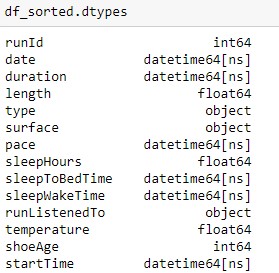 df_sorted.dtypes
runId int64
date datetime64[ns]
duration datetime64[ns]
length float64
type object
surface object
pace datetime64[ns]
sleepHours float64
sleepToBedTime datetime64[ns]
sleepWakeTime datetime64[ns]
runListenedTo object
temperature float64
shoeAge int64
startTime datetime64[ns]